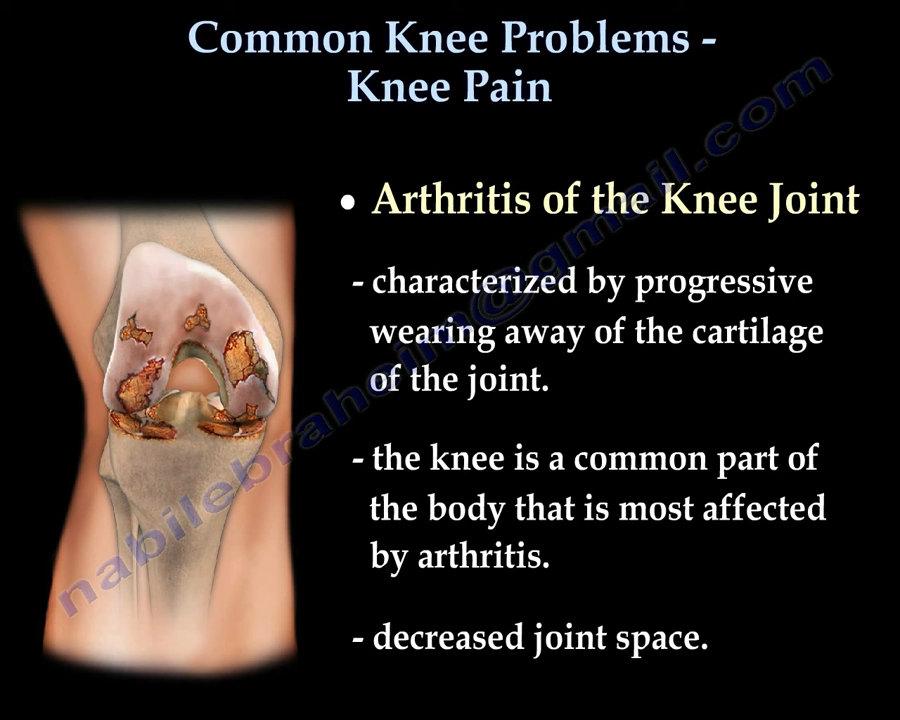 Common Knee Problems -
Knee Pain
• Arthritis of the Knee Joint
- characterized by progressive
wearing away of the cartilage
of the joint.
- the knee is a common part of
the body that is most affected
by arthritis.
- decreased joint space.
nabilebraheim@gmail.com